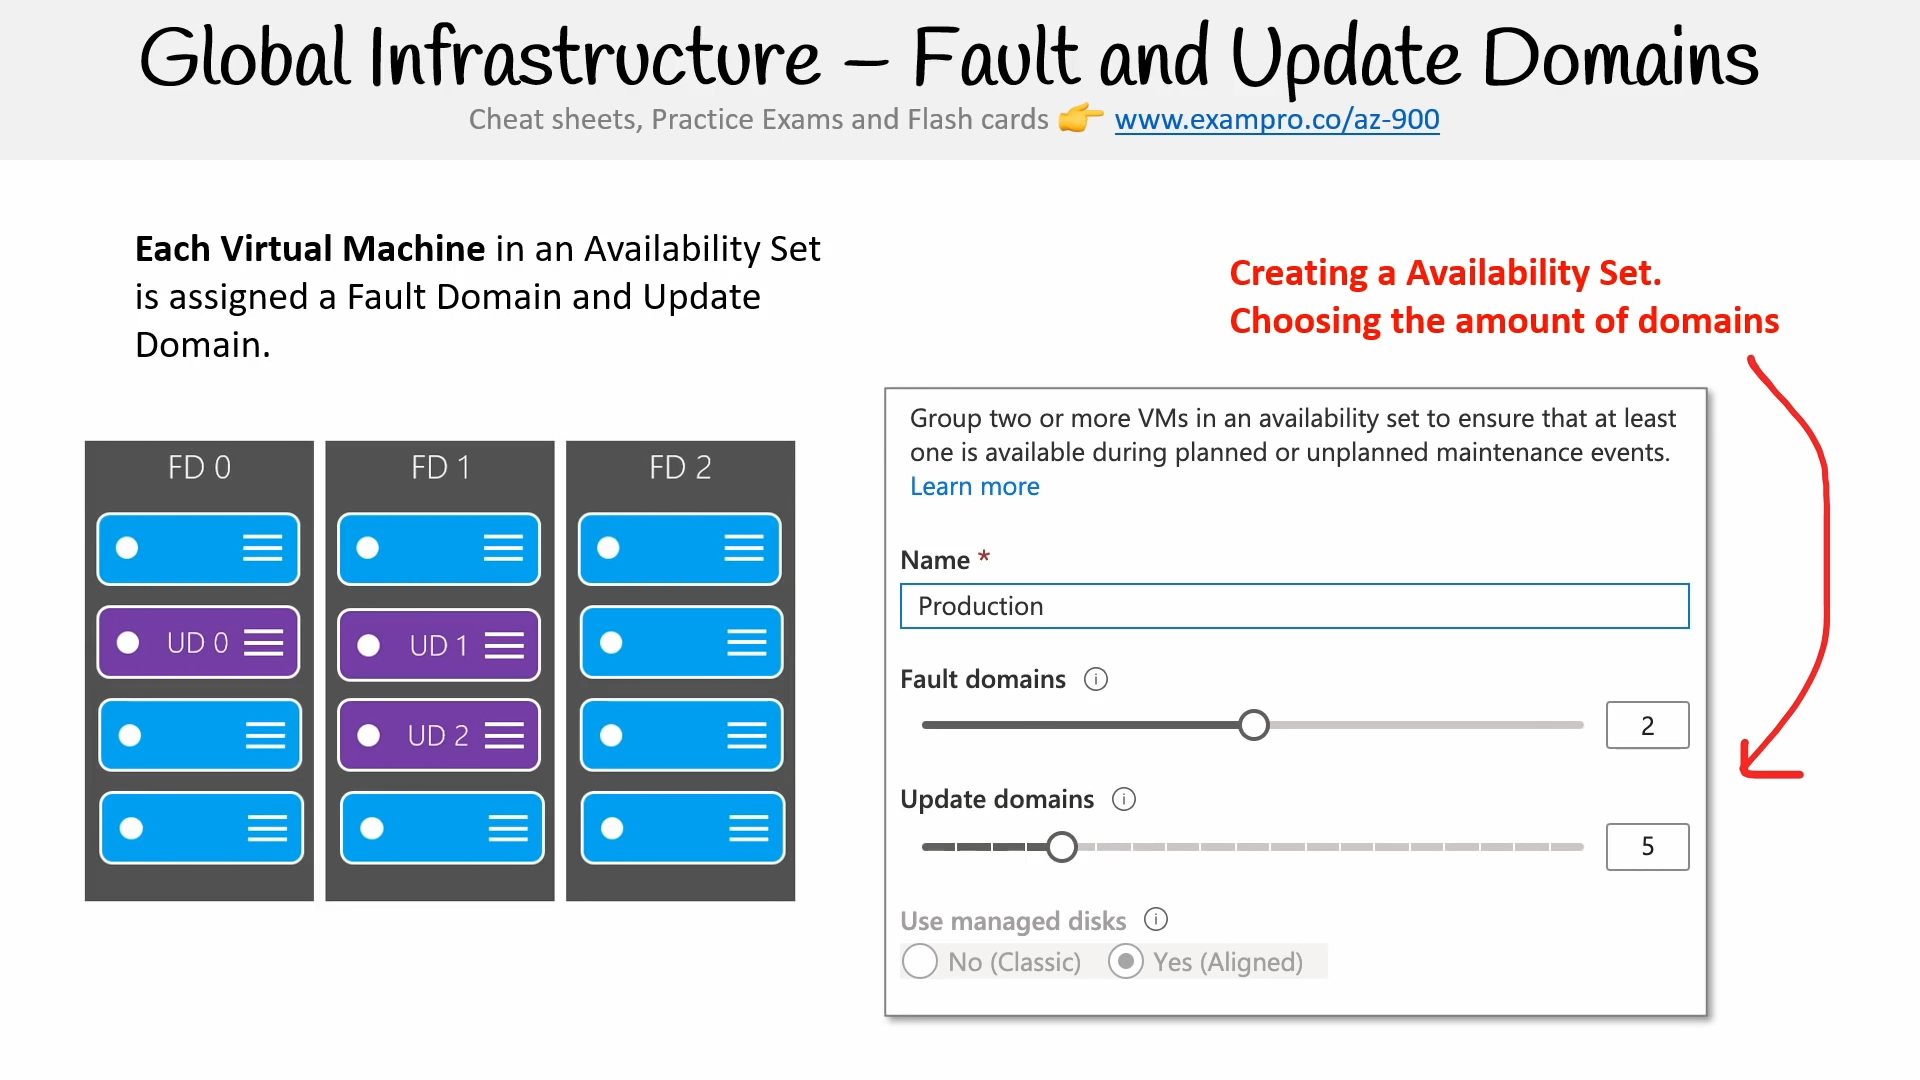 Global Infrastructure – Fault and Update Domains
Cheat sheets, Practice Exams and Flash cards 👉 www.exampro.co/az-900
Each Virtual Machine in an Availability Set
is assigned a Fault Domain and Update
Domain.
Creating a Availability Set.
Choosing the amount of domains
FD 0
FD 1
FD 2
UD 0
UD 1
UD 2
Group two or more VMs in an availability set to ensure that at least
one is available during planned or unplanned maintenance events.
Learn more
Name *
Production
Fault domains
2
Update domains
5
Use managed disks
No (Classic) Yes (Aligned)